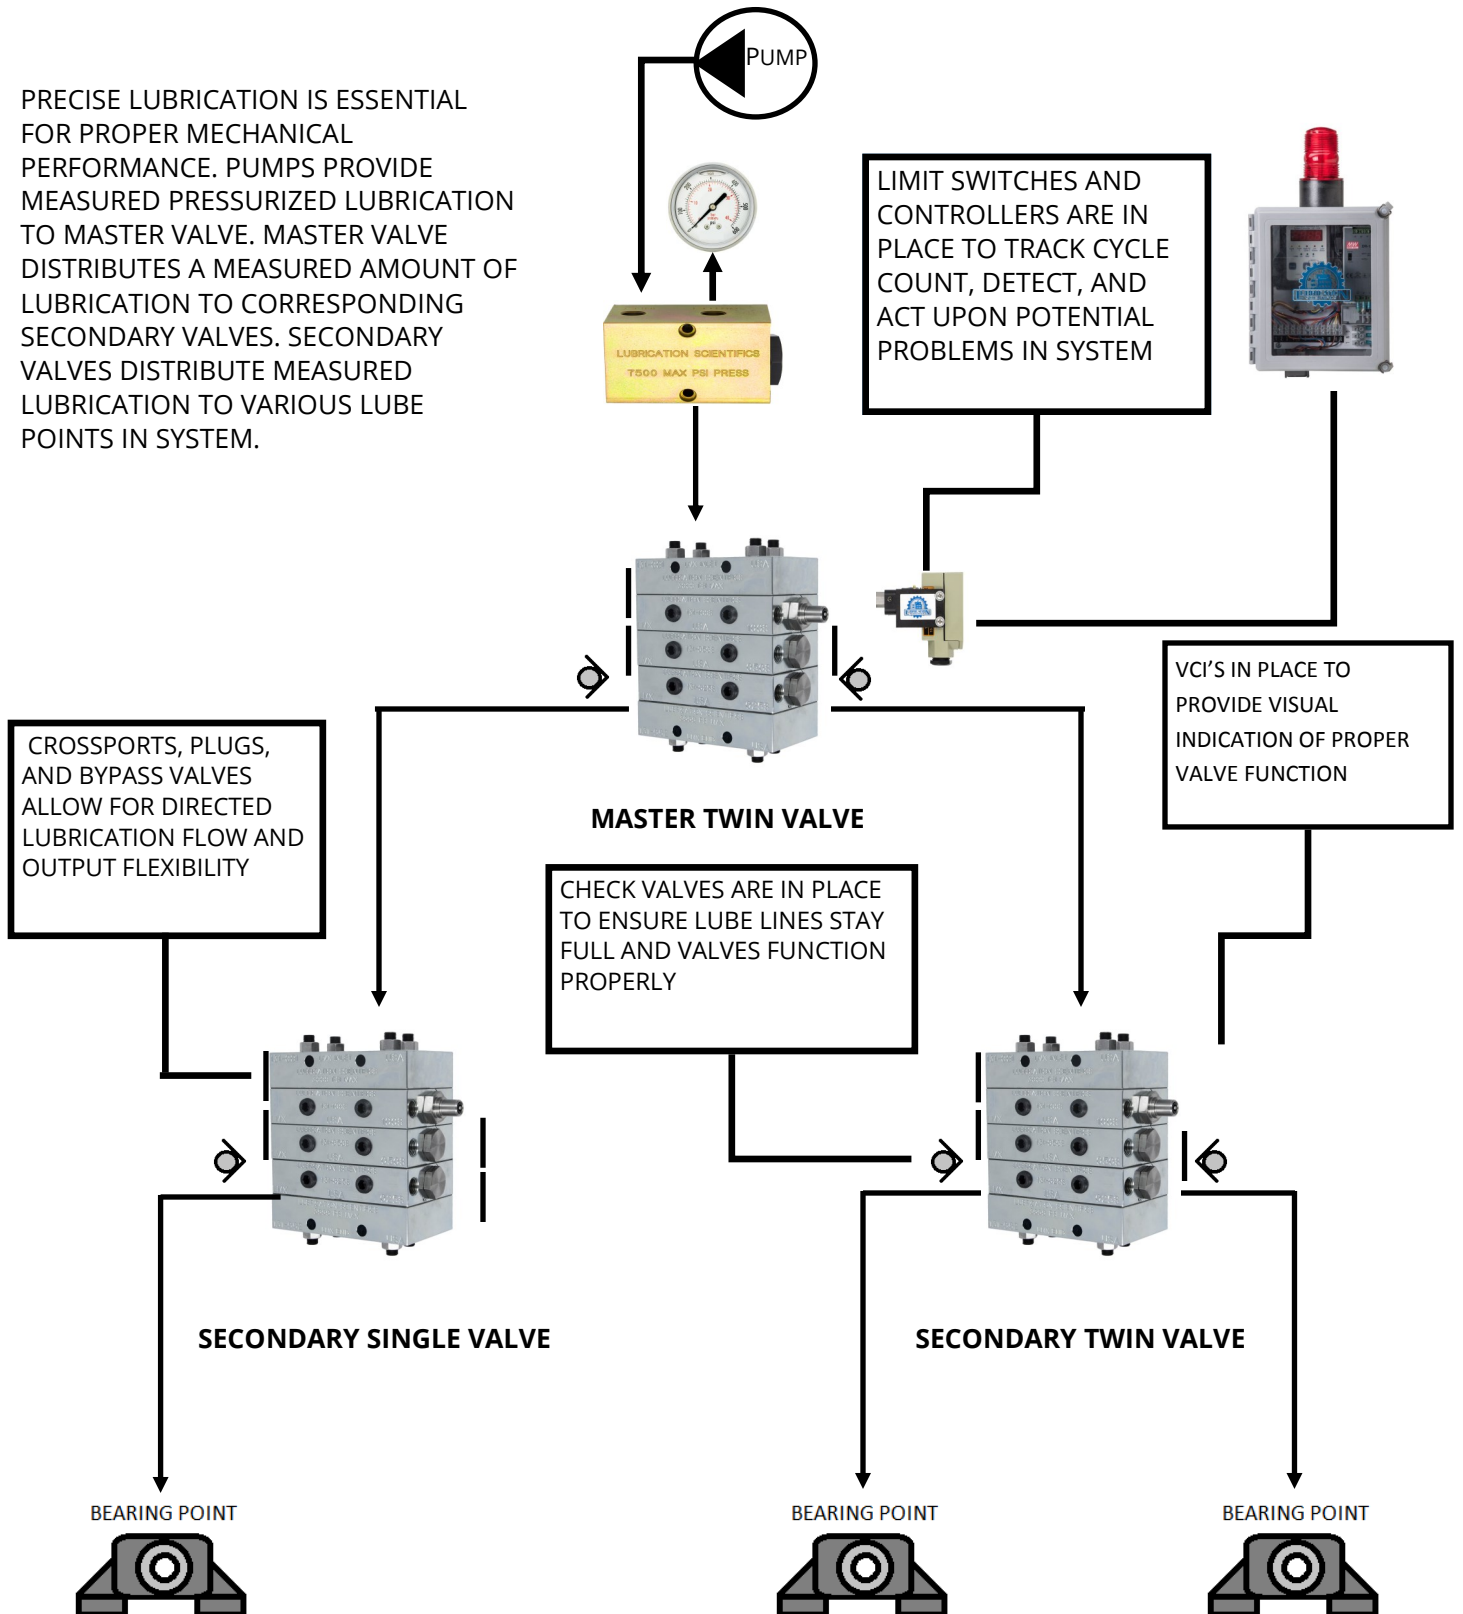 PUMP
PRECISE LUBRICATION IS ESSENTIAL
FOR PROPER MECHANICAL
PERFORMANCE. PUMPS PROVIDE
MEASURED PRESSURIZED LUBRICATION
TO MASTER VALVE. MASTER VALVE
DISTRIBUTES A MEASURED AMOUNT OF
LUBRICATION TO CORRESPONDING
SECONDARY VALVES. SECONDARY
VALVES DISTRIBUTE MEASURED
LUBRICATION TO VARIOUS LUBE
POINTS IN SYSTEM.
LUBRICATION SCIENTIFICS
7500 MAX PSI PRESS
LIMIT SWITCHES AND
CONTROLLERS ARE IN
PLACE TO TRACK CYCLE
COUNT, DETECT, AND
ACT UPON POTENTIAL
PROBLEMS IN SYSTEM
VCI'S IN PLACE TO
PROVIDE VISUAL
INDICATION OF PROPER
VALVE FUNCTION
CROSSPORTS, PLUGS,
AND BYPASS VALVES
ALLOW FOR DIRECTED
LUBRICATION FLOW AND
OUTPUT FLEXIBILITY
MASTER TWIN VALVE
CHECK VALVES ARE IN PLACE
TO ENSURE LUBE LINES STAY
FULL AND VALVES FUNCTION
PROPERLY
SECONDARY SINGLE VALVE
SECONDARY TWIN VALVE
BEARING POINT
BEARING POINT
BEARING POINT